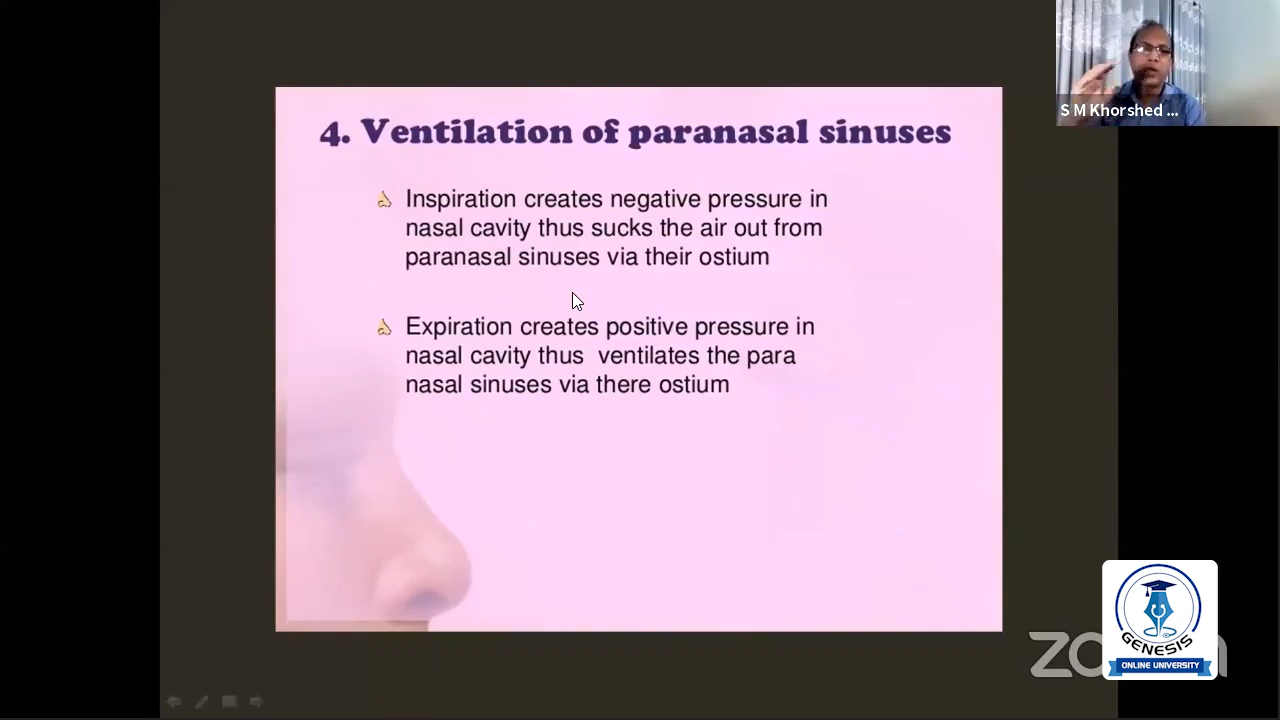 S M Khorshed ...
4. Ventilation of paranasal sinuses
Inspiration creates negative pressure in
nasal cavity thus sucks the air out from
paranasal sinuses via their ostium
Expiration creates positive pressure in
nasal cavity thus ventilates the para
nasal sinuses via there ostium
GENESIS
ONLINE UNIVERSITY